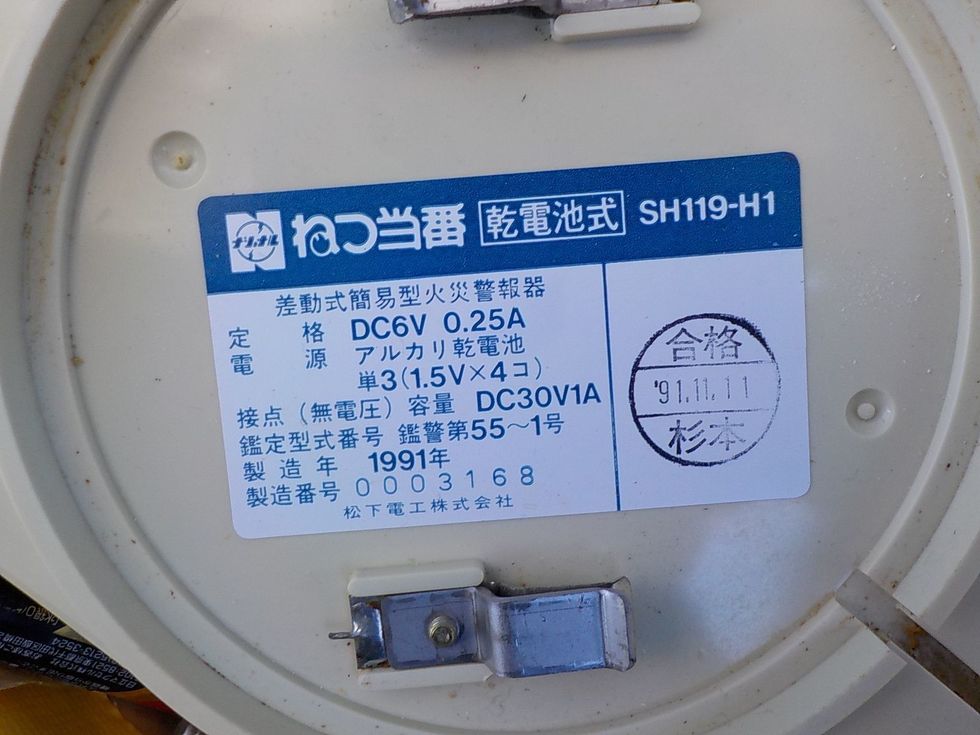 ナショナル ねつ当番 乾電池式 SH119-H1
差動式簡易型火災警報器
定格 DC6V 0.25A
電源 アルカリ乾電池
単3(1.5V×4コ)
接点(無電圧)容量 DC30V1A
鑑定型式番号 鑑警第55～1号
製造年 1991年
製造番号 0003168
松下電工株式会社
合格
'91.11.11
杉本